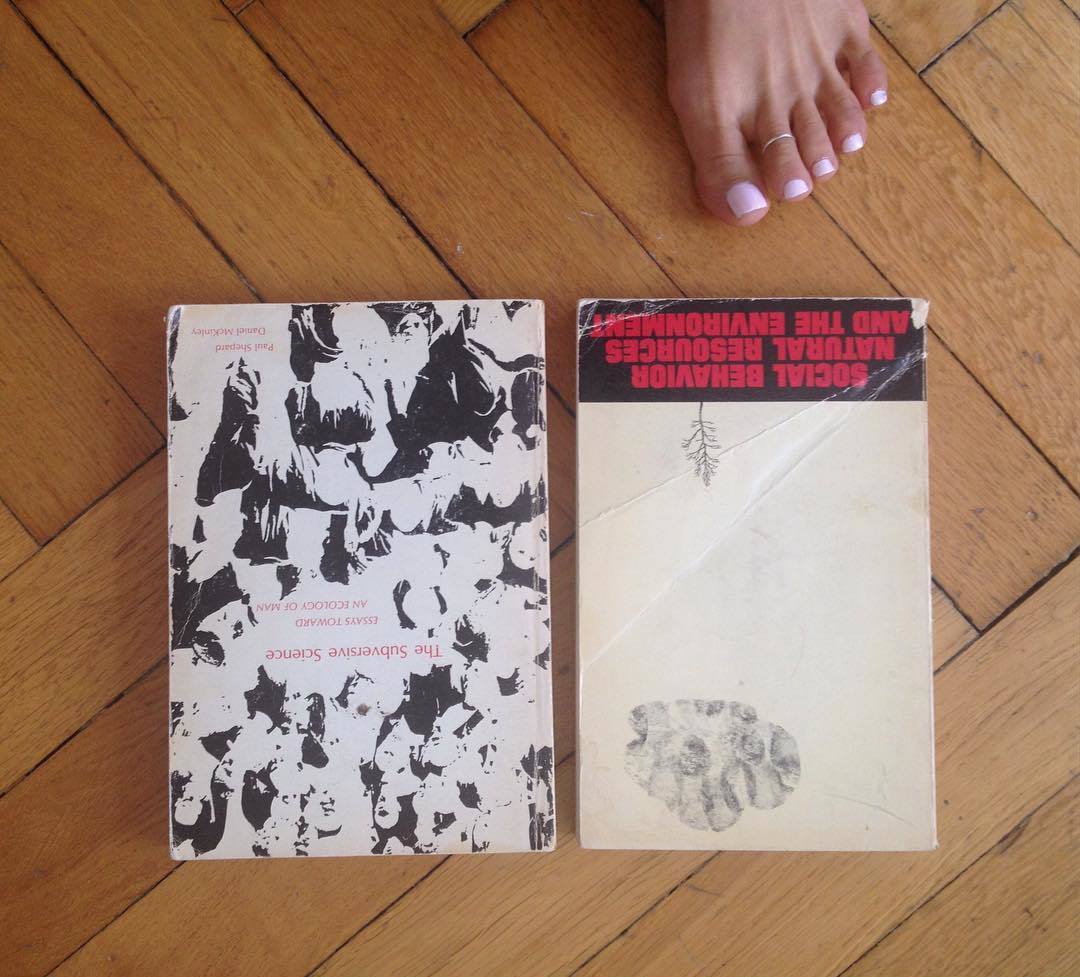 The Subversive Science
ESSAYS TOWARD
AN ECOLOGY OF MAN
Paul Shepard
Daniel McKinley
SOCIAL BEHAVIOR
NATURAL RESOURCES
AND THE ENVIRONMENT